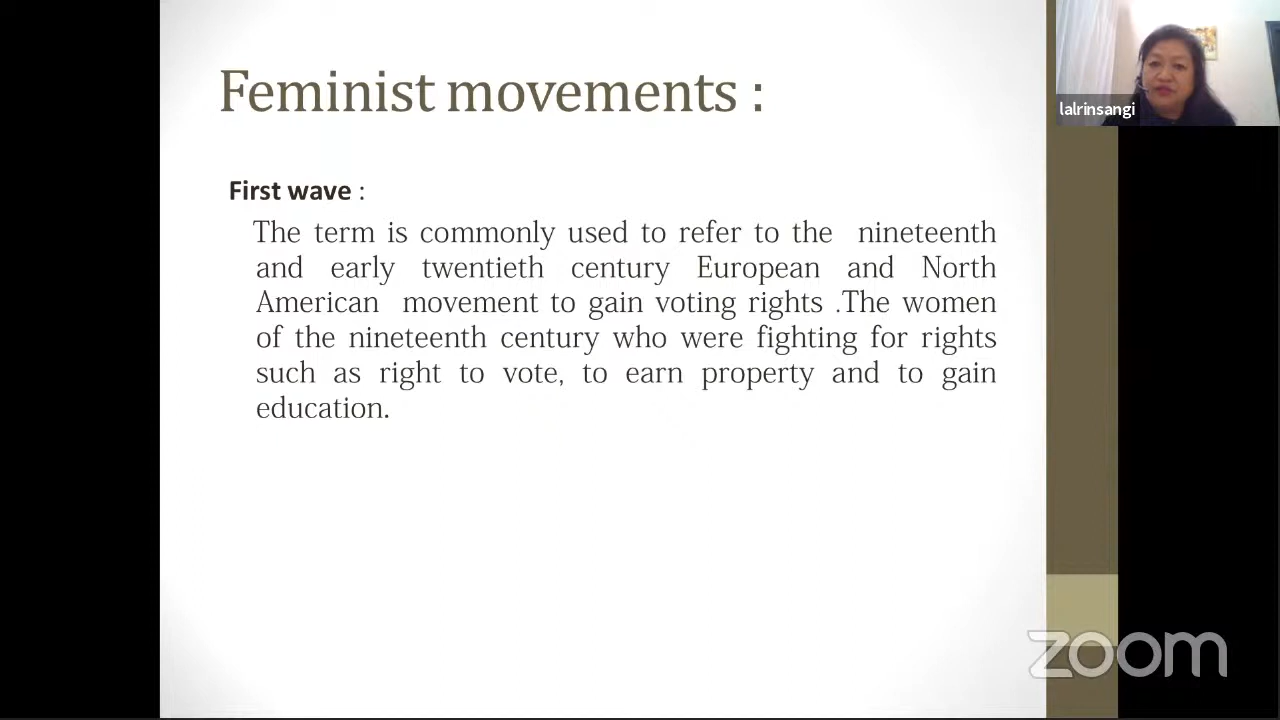 Feminist movements :
lalrinsangi
First wave :
The term is commonly used to refer to the nineteenth
and early twentieth century European and North
American movement to gain voting rights .The women
of the nineteenth century who were fighting for rights
such as right to vote, to earn property and to gain
education.
zoom